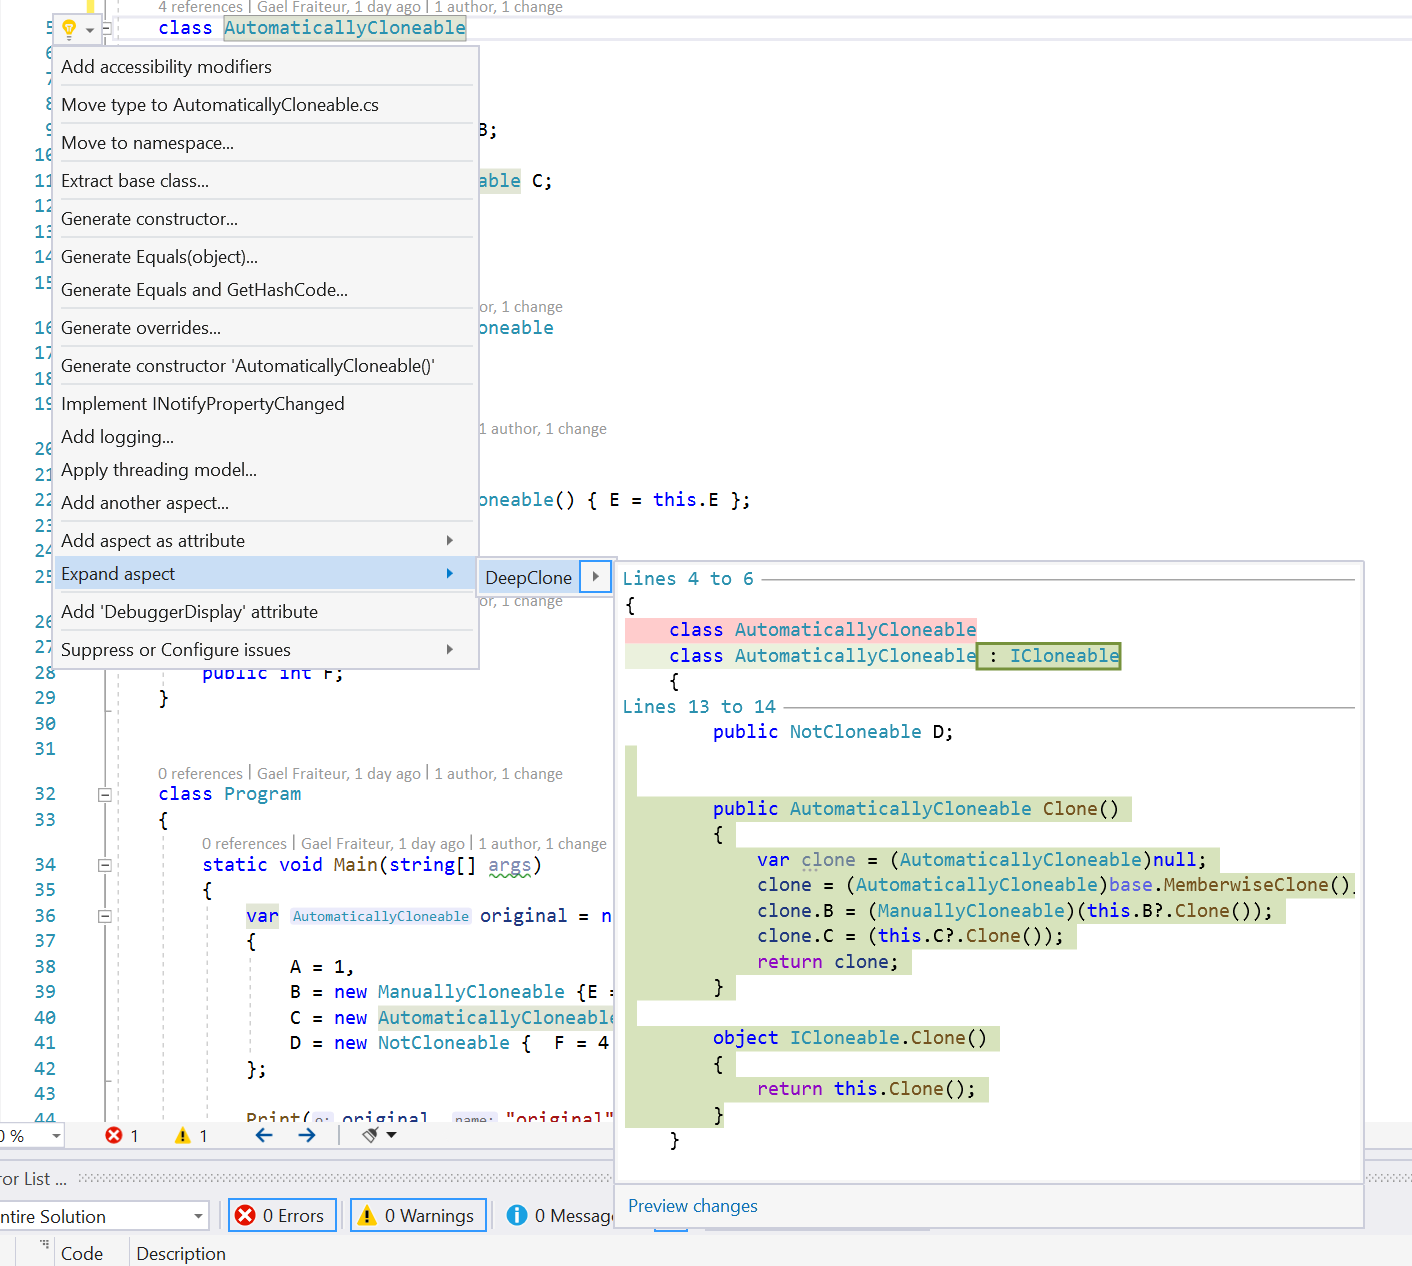 4 references | Gael Fraiteur, 1 day ago | 1 author, 1 change
5 class AutomaticallyCloneable
6
Add accessibility modifiers
7
8 Move type to AutomaticallyCloneable.cs
9 B;
Move to namespace...
10
11 Extract base class... able C;
12
Generate constructor...
13
14 Generate Equals(object)...
15 Generate Equals and GetHashCode...
or, 1 change
16 Generate overrides... oneable
17
Generate constructor 'AutomaticallyCloneable()'
18
19 Implement INotifyPropertyChanged
Add logging... 1 author, 1 change
20
21 Apply threading model...
22 Add another aspect... oneable() { E = this.E };
23
24 Add aspect as attribute
25 Expand aspect
DeepClone
or, 1 change
26 Add 'DebuggerDisplay' attribute
27 Suppress or Configure issues
28 public int F;
29 }
30
31
0 references | Gael Fraiteur, 1 day ago | 1 author, 1 change
32 class Program
33 {
0 references | Gael Fraiteur, 1 day ago | 1 author, 1 change
34 static void Main(string[] args)
35 {
36 var AutomaticallyCloneable original = n
37 {
38 A = 1,
39 B = new ManuallyCloneable {E =
40 C = new AutomaticallyCloneable
41 D = new NotCloneable { F = 4
42 };
43
44 Print(o: original, name: "original"
Lines 4 to 6
{
class AutomaticallyCloneable
class AutomaticallyCloneable : ICloneable
{
Lines 13 to 14
public NotCloneable D;
public AutomaticallyCloneable Clone()
{
var clone = (AutomaticallyCloneable)null;
clone = (AutomaticallyCloneable)base.MemberwiseClone()
clone.B = (ManuallyCloneable)(this.B?.Clone());
clone.C = (this.C?.Clone());
return clone;
}
object ICloneable.Clone()
{
return this.Clone();
}
}
Preview changes
0 % 1 1
ror List ...
ntire Solution 0 Errors 0 Warnings 0 Messag
Code Description